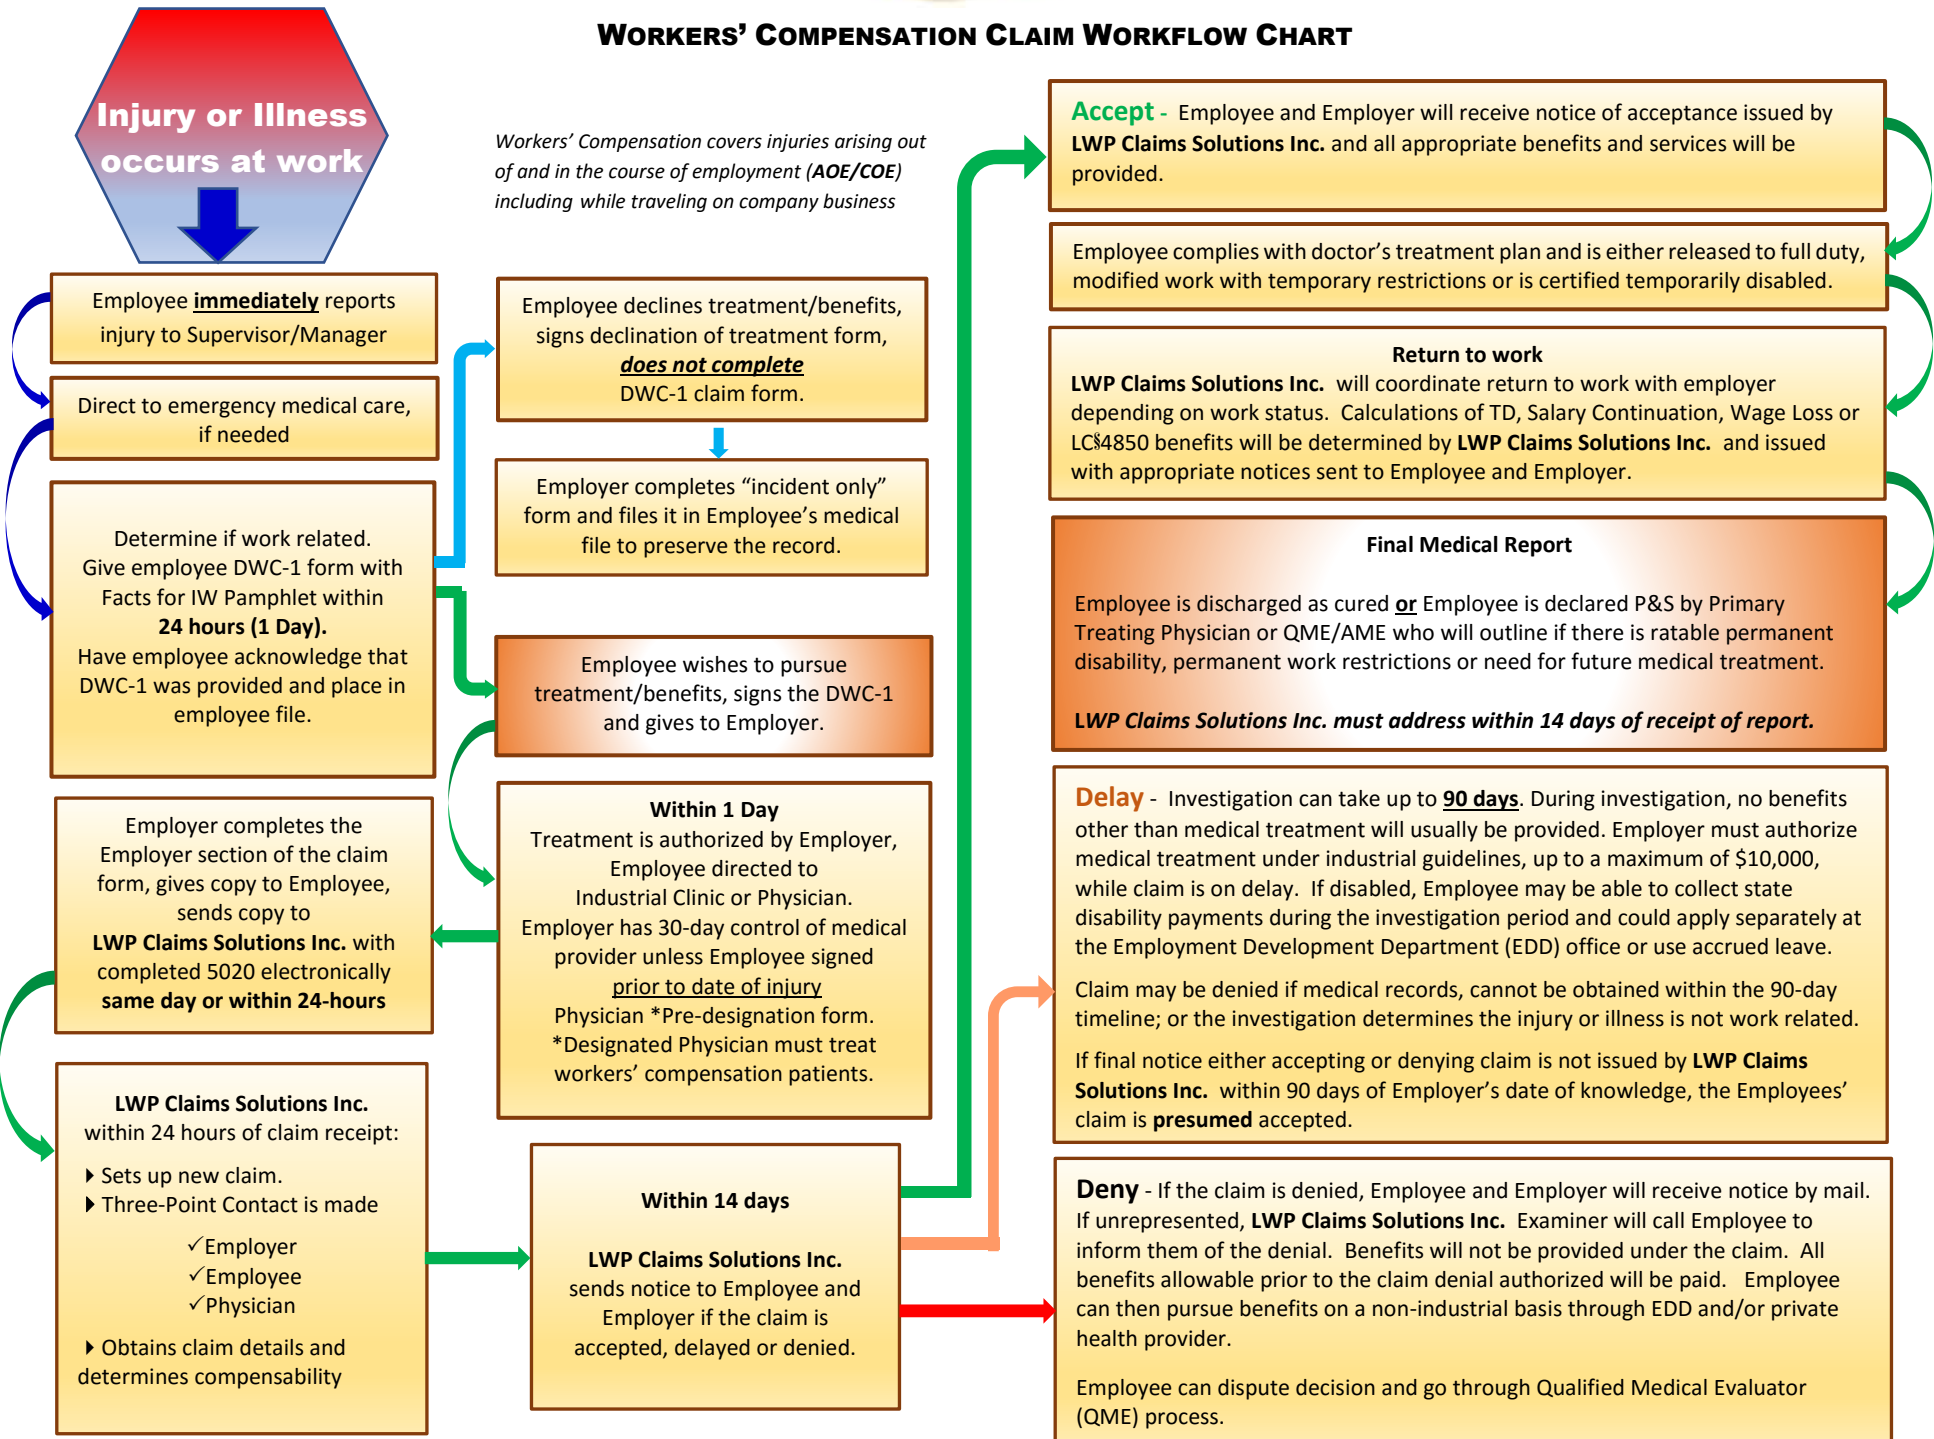 WORKERS' COMPENSATION CLAIM WORKFLOW CHART
Injury or Illness
occurs at work
Workers' Compensation covers injuries arising out
of and in the course of employment (AOE/COE)
including while traveling on company business
Employee immediately reports
injury to Supervisor/Manager
Direct to emergency medical care,
if needed
Determine if work related.
Give employee DWC-1 form with
Facts for IW Pamphlet within
24 hours (1 Day).
Have employee acknowledge that
DWC-1 was provided and place in
employee file.
Employee declines treatment/benefits,
signs declination of treatment form,
does not complete
DWC-1 claim form.
Employer completes “incident only”
form and files it in Employee's medical
file to preserve the record.
Employee wishes to pursue
treatment/benefits, signs the DWC-1
and gives to Employer.
Within 1 Day
Treatment is authorized by Employer,
Employee directed to
Industrial Clinic or Physician.
Employer has 30-day control of medical
provider unless Employee signed
prior to date of injury
Physician *Pre-designation form.
*Designated Physician must treat
workers' compensation patients.
Employer completes the
Employer section of the claim
form, gives copy to Employee,
sends copy to
LWP Claims Solutions Inc. with
completed 5020 electronically
same day or within 24-hours
LWP Claims Solutions Inc.
within 24 hours of claim receipt:
Sets up new claim.
Three-Point Contact is made
✓Employer
✓Employee
✓Physician
Obtains claim details and
determines compensability
Within 14 days
LWP Claims Solutions Inc.
sends notice to Employee and
Employer if the claim is
accepted, delayed or denied.
Accept - Employee and Employer will receive notice of acceptance issued by
LWP Claims Solutions Inc. and all appropriate benefits and services will be
provided.
Employee complies with doctor's treatment plan and is either released to full duty,
modified work with temporary restrictions or is certified temporarily disabled.
Return to work
LWP Claims Solutions Inc. will coordinate return to work with employer
depending on work status. Calculations of TD, Salary Continuation, Wage Loss or
LC§4850 benefits will be determined by LWP Claims Solutions Inc. and issued
with appropriate notices sent to Employee and Employer.
Final Medical Report
Employee is discharged as cured or Employee is declared P&S by Primary
Treating Physician or QME/AME who will outline if there is ratable permanent
disability, permanent work restrictions or need for future medical treatment.
LWP Claims Solutions Inc. must address within 14 days of receipt of report.
Delay - Investigation can take up to 90 days. During investigation, no benefits
other than medical treatment will usually be provided. Employer must authorize
medical treatment under industrial guidelines, up to a maximum of $10,000,
while claim is on delay. If disabled, Employee may be able to collect state
disability payments during the investigation period and could apply separately at
the Employment Development Department (EDD) office or use accrued leave.
Claim may be denied if medical records, cannot be obtained within the 90-day
timeline; or the investigation determines the injury or illness is not work related.
If final notice either accepting or denying claim is not issued by LWP Claims
Solutions Inc. within 90 days of Employer's date of knowledge, the Employees'
claim is presumed accepted.
Deny - If the claim is denied, Employee and Employer will receive notice by mail.
If unrepresented, LWP Claims Solutions Inc. Examiner will call Employee to
inform them of the denial. Benefits will not be provided under the claim. All
benefits allowable prior to the claim denial authorized will be paid. Employee
can then pursue benefits on a non-industrial basis through EDD and/or private
health provider.
Employee can dispute decision and go through Qualified Medical Evaluator
(QME) process.